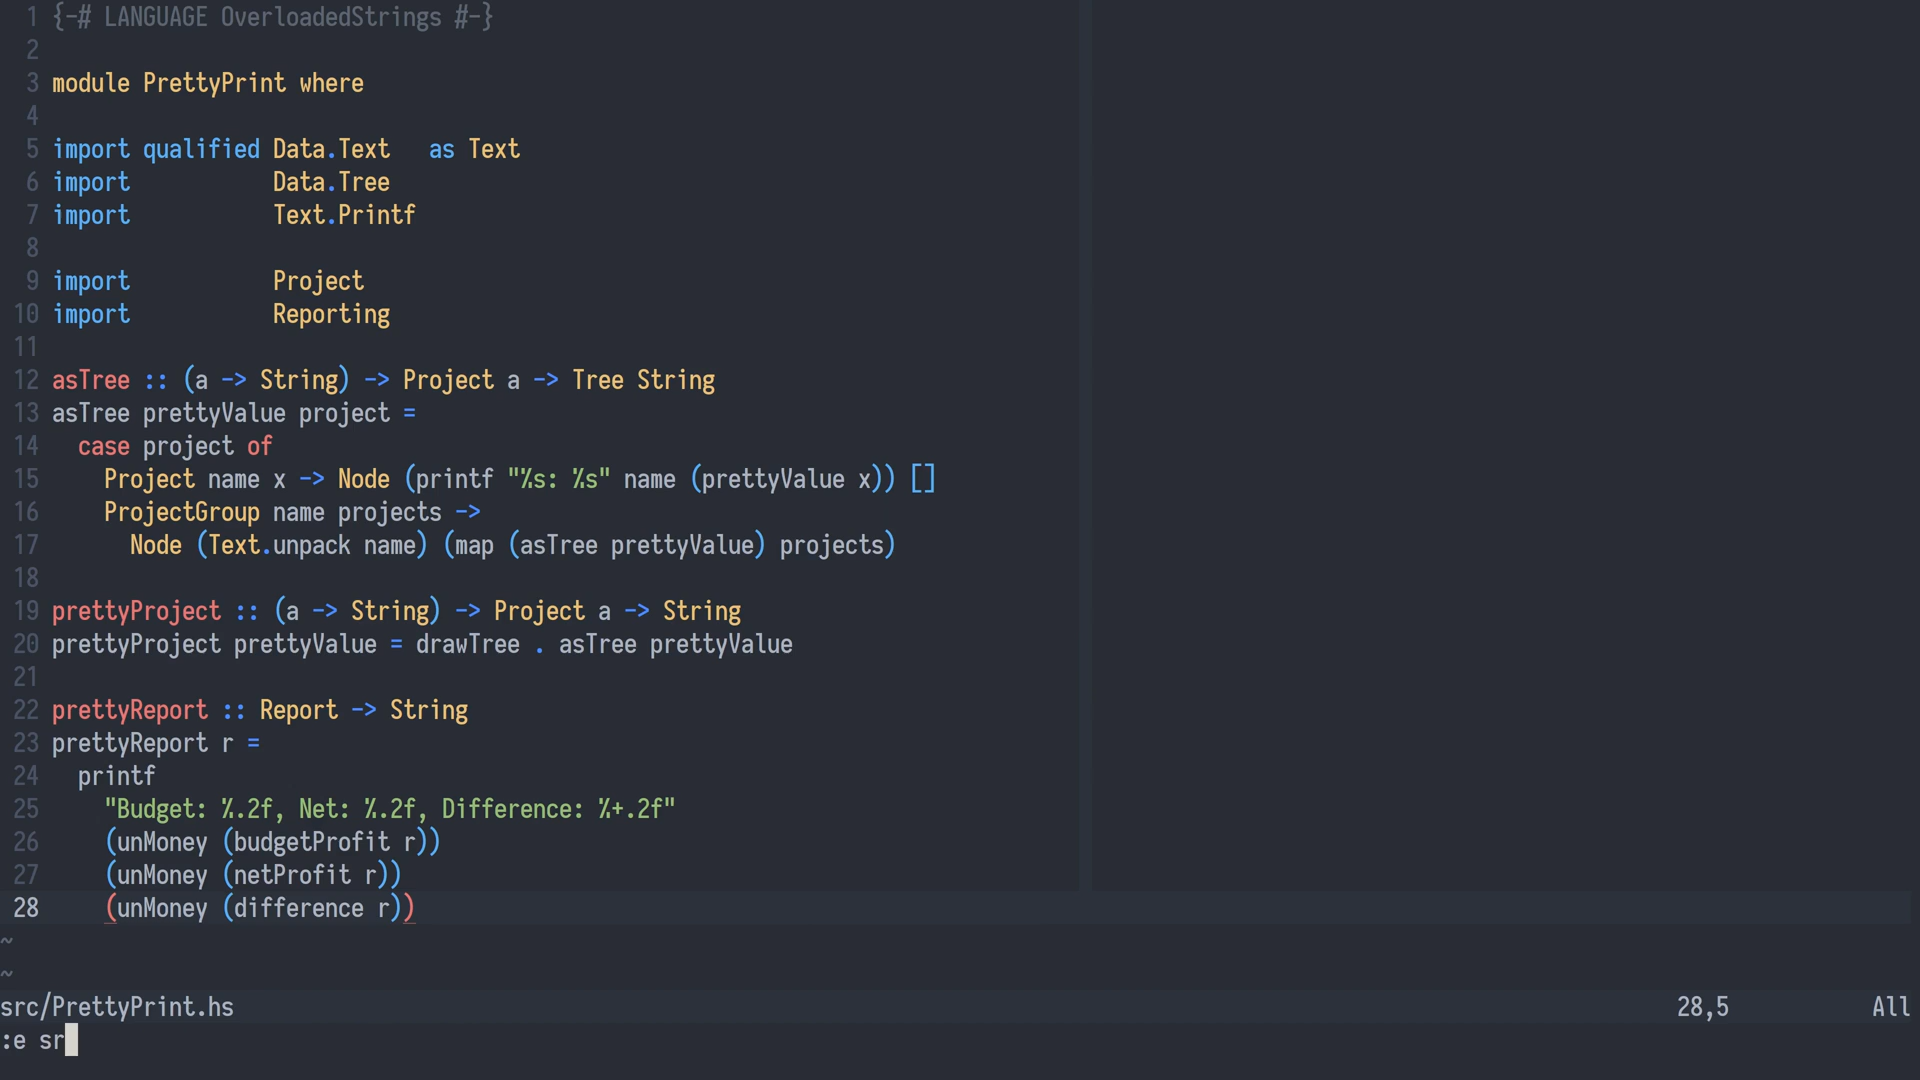 1 {-# LANGUAGE OverloadedStrings #-}
2
3 module PrettyPrint where
4
5 import qualified Data.Text   as Text
6 import           Data.Tree
7 import           Text.Printf
8
9 import           Project
10 import           Reporting
11
12 asTree :: (a -> String) -> Project a -> Tree String
13 asTree prettyValue project =
14   case project of
15     Project name x -> Node (printf "%s: %s" name (prettyValue x)) []
16     ProjectGroup name projects ->
17       Node (Text.unpack name) (map (asTree prettyValue) projects)
18
19 prettyProject :: (a -> String) -> Project a -> String
20 prettyProject prettyValue = drawTree . asTree prettyValue
21
22 prettyReport :: Report -> String
23 prettyReport r =
24   printf
25     "Budget: %.2f, Net: %.2f, Difference: %+.2f"
26     (unMoney (budgetProfit r))
27     (unMoney (netProfit r))
28     (unMoney (difference r))
~
~
src/PrettyPrint.hs 28,5 All
:e sr